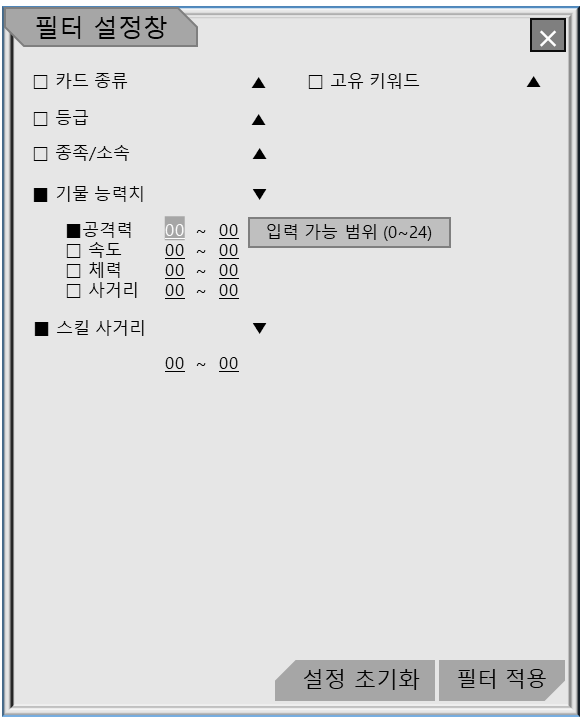 필터 설정창
□ 카드 종류 ▲ □ 고유 키워드 ▲
□ 등급 ▲
□ 종족/소속 ▲
■ 기물 능력치 ▼
■공격력 00 ~ 00 입력 가능 범위 (0~24)
□ 속도 00 ~ 00
□ 체력 00 ~ 00
□ 사거리 00 ~ 00
■ 스킬 사거리 ▼
00 ~ 00
설정 초기화 필터 적용